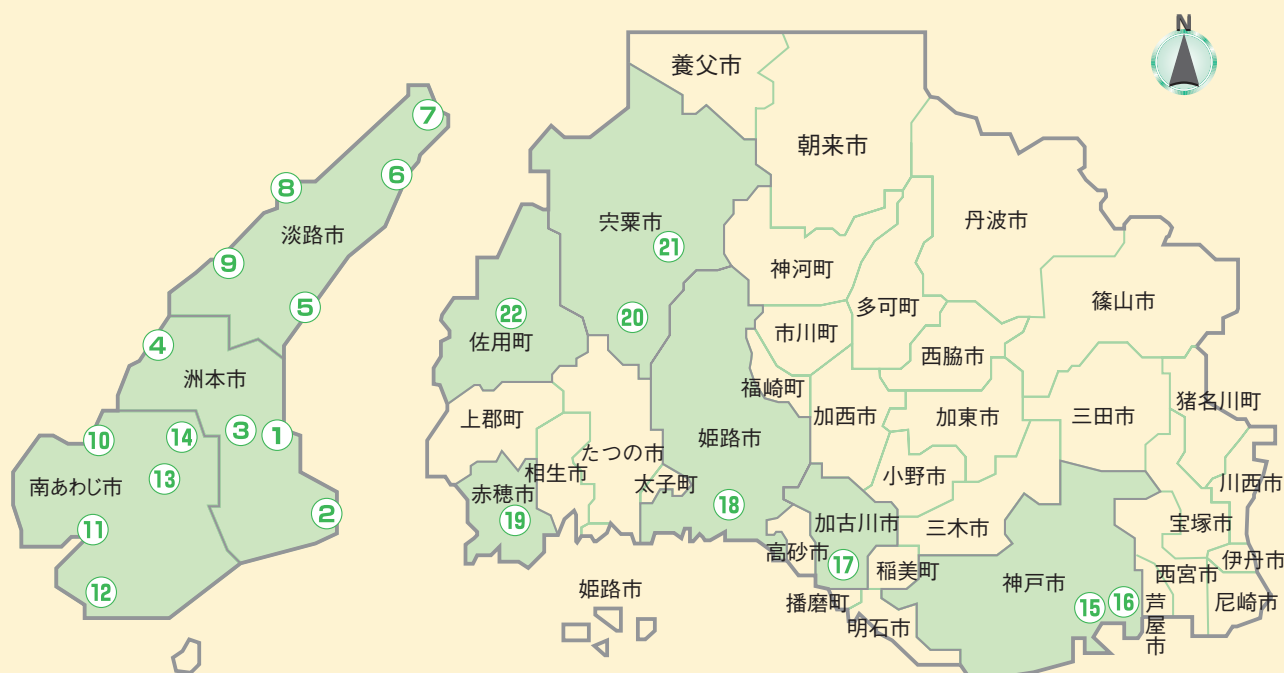 N
養父市
⑦
朝来市
⑥
⑧
丹波市
宍粟市
淡路市
㉑
⑨
神河町
篠山市
⑤
多可町
㉒
⑳
市川町
佐用町
④
西脇市
洲本市
福崎町
猪名川町
上郡町
加西市
加東市
三田市
③
①
⑩
⑭
姫路市
たつの市
相生市
小野市
⑬
南あわじ市
太子町
川西市
赤穂市
⑱
②
⑲
加古川市
宝塚市
⑪
三木市
高砂市
伊丹市
⑰
稲美町
西宮市
神戸市
姫路市
⑫
播磨町
⑮
⑯
芦屋市
尼崎市
明石市